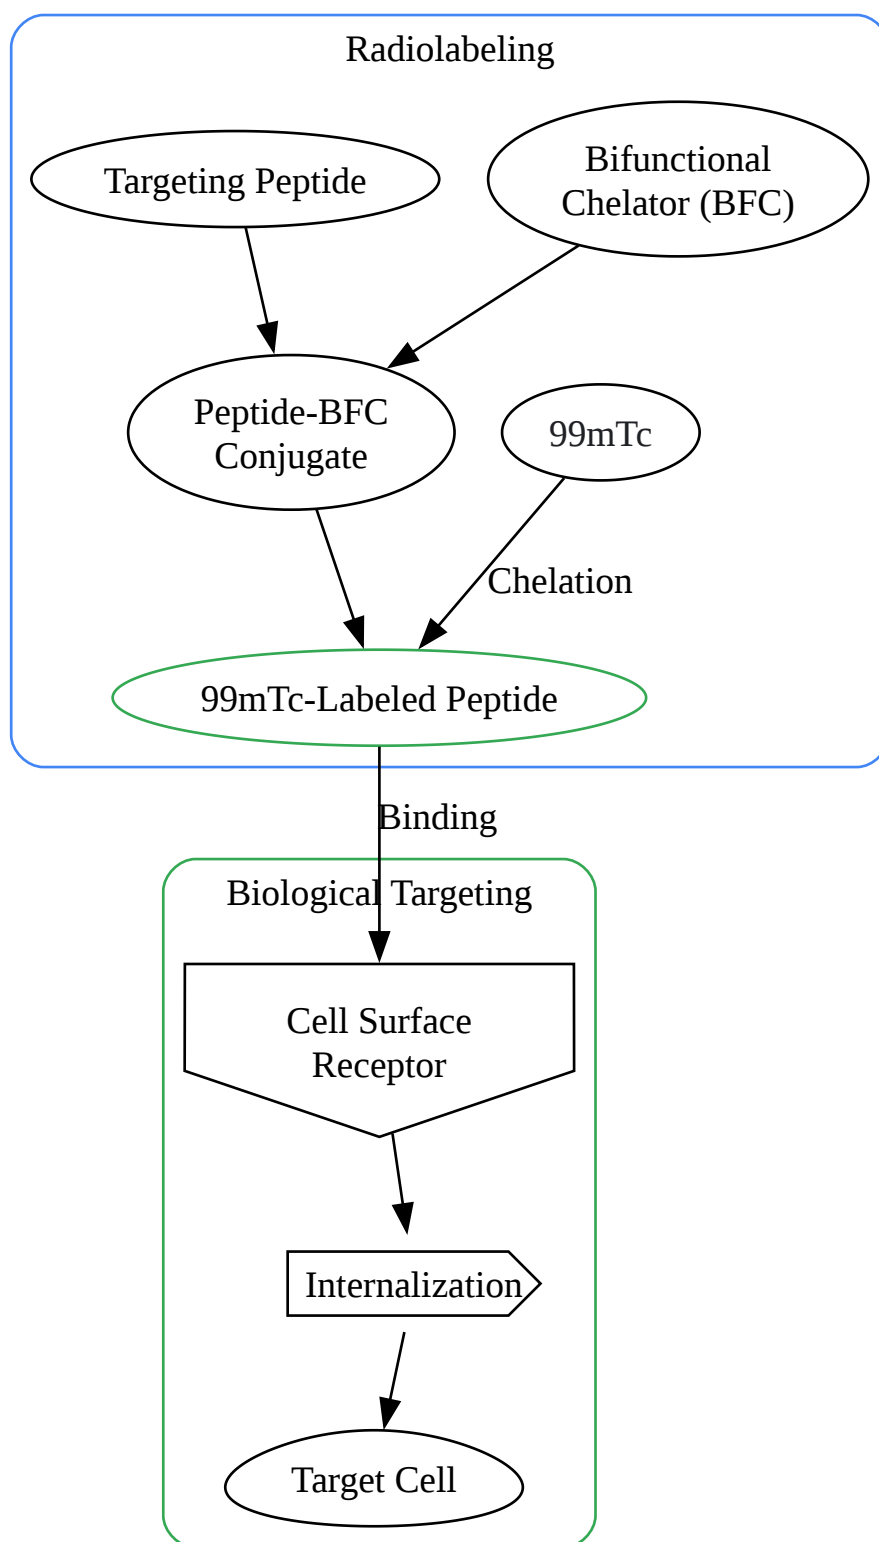 Radiolabeling
Targeting Peptide
Bifunctional
Chelator (BFC)
Peptide-BFC
Conjugate
99mTc
Chelation
99mTc-Labeled Peptide
Binding
Biological Targeting
Cell Surface
Receptor
Internalization
Target Cell